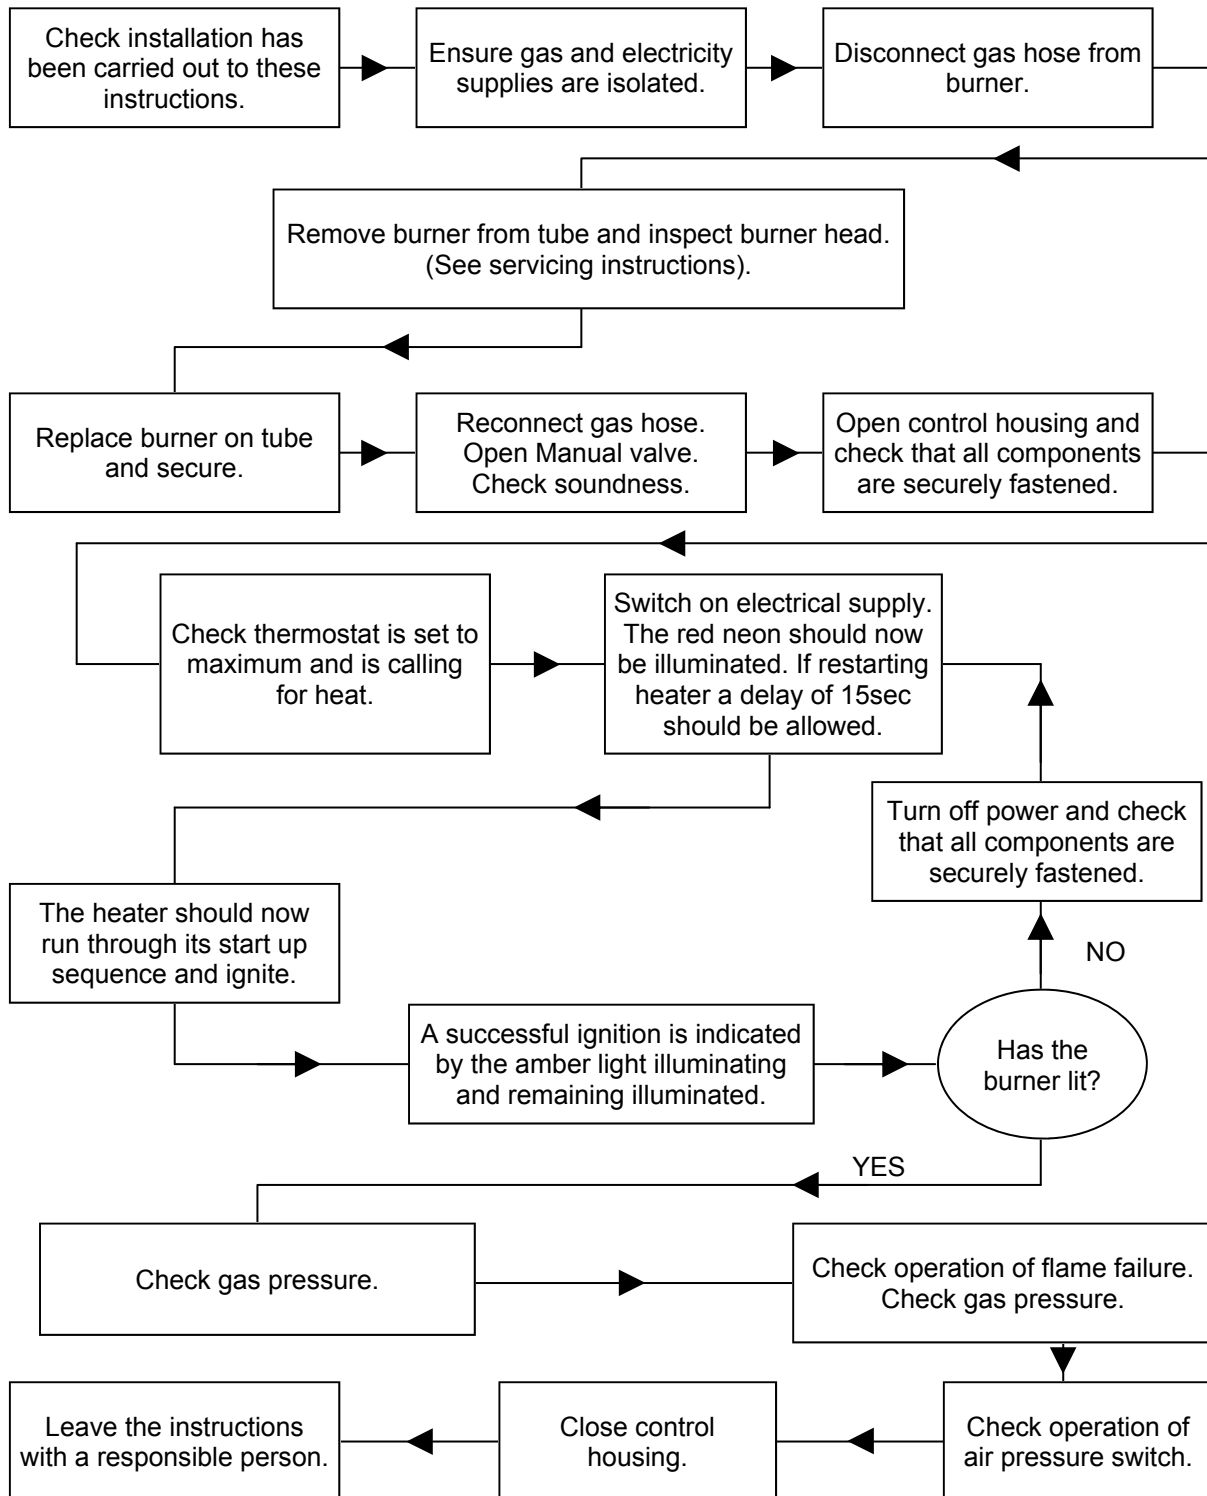 Check installation has
been carried out to these
instructions.
Ensure gas and electricity
supplies are isolated.
Disconnect gas hose from
burner.
Remove burner from tube and inspect burner head.
(See servicing instructions).
Replace burner on tube
and secure.
Reconnect gas hose.
Open Manual valve.
Check soundness.
Open control housing and
check that all components
are securely fastened.
Check thermostat is set to
maximum and is calling
for heat.
Switch on electrical supply.
The red neon should now
be illuminated. If restarting
heater a delay of 15sec
should be allowed.
Turn off power and check
that all components are
securely fastened.
The heater should now
run through its start up
sequence and ignite.
NO
A successful ignition is indicated
by the amber light illuminating
and remaining illuminated.
Has the
burner lit?
YES
Check gas pressure.
Check operation of flame failure.
Check gas pressure.
Leave the instructions
with a responsible person.
Close control
housing.
Check operation of
air pressure switch.